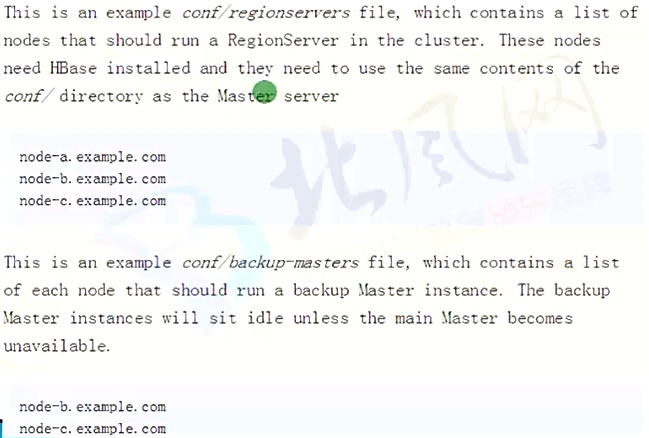 This is an example conf/regionservers file, which contains a list of
nodes that should run a RegionServer in the cluster. These nodes
need HBase installed and they need to use the same contents of the
conf/ directory as the Master server
node-a.example.com
node-b.example.com
node-c.example.com
北风网
This is an example conf/backup-masters file, which contains a list
of each node that should run a backup Master instance. The backup
Master instances will sit idle unless the main Master becomes
unavailable.
node-b.example.com
node-c.example.com